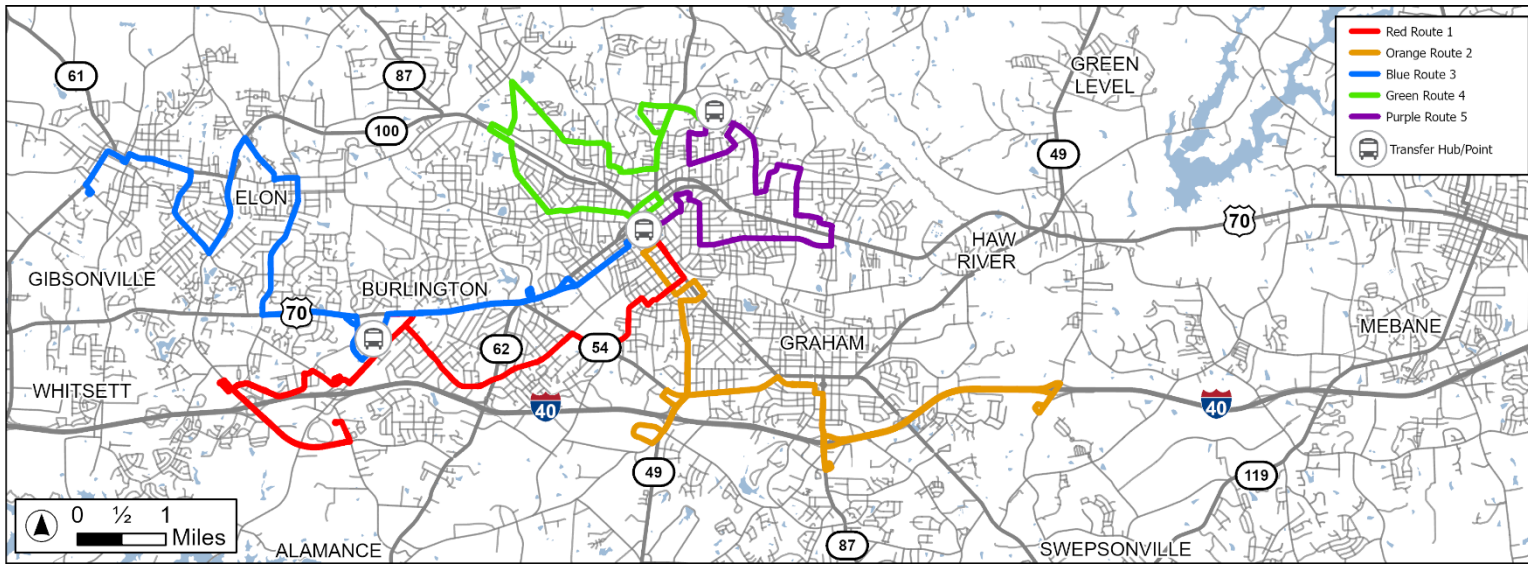 61
87
100
GREEN
LEVEL
49
Red Route 1
Orange Route 2
Blue Route 3
Green Route 4
Purple Route 5
Transfer Hub/Point
ELON
70
HAW
RIVER
GIBSONVILLE
BURLINGTON
70
62
54
GRAHAM
MEBANE
WHITSETT
40
40
49
119
0 ½ 1
Miles
ALAMANCE
87
SWEPSONVILLE